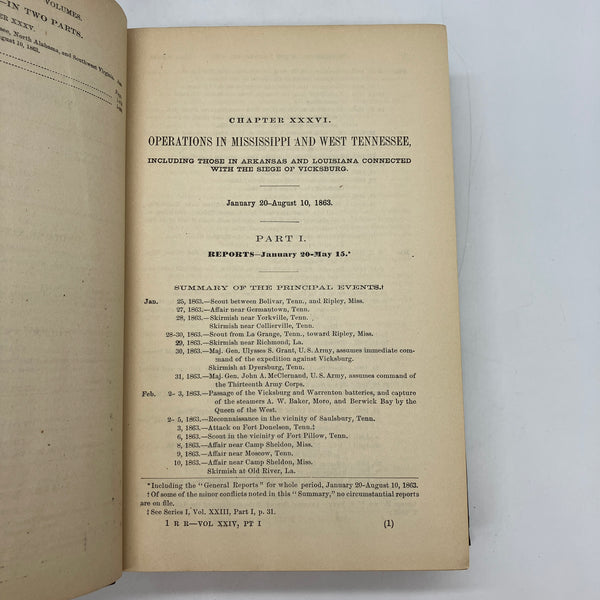 VOLUMES.
—IN TWO PARTS.
R XXXV.
see, North Alabama, and Southwest Virginia.
ugust 10, 1863.
CHAPTER XXXVI.
OPERATIONS IN MISSISSIPPI AND WEST TENNESSEE,
INCLUDING THOSE IN ARKANSAS AND LOUISIANA CONNECTED
WITH THE SIEGE OF VICKSBURG.
January 20–August 10, 1863.
PART I.
REPORTS—January 20–May 15.*
SUMMARY OF THE PRINCIPAL EVENTS.†
Jan. 25, 1863.—Scout between Bolivar, Tenn., and Ripley, Miss.
27, 1863.—Affair near Germantown, Tenn.
28, 1863.—Skirmish near Yorkville, Tenn.
Skirmish near Collierville, Tenn.
28-30, 1863.—Scout from La Grange, Tenn., toward Ripley, Miss.
29, 1863.—Skirmish near Richmond, La.
30, 1863.—Maj. Gen. Ulysses S. Grant, U. S. Army, assumes immediate com-
mand of the expedition against Vicksburg.
Skirmish at Dyersburg, Tenn.
31, 1863.—Maj. Gen. John A. McClernand, U. S. Army, assumes command of
the Thirteenth Army Corps.
Feb. 2– 3, 1863.—Passage of the Vicksburg and Warrenton batteries, and capture
of the steamers A. W. Baker, Moro, and Berwick Bay by the
Queen of the West.
2– 5, 1863.—Reconnaissance in the vicinity of Saulsbury, Tenn.
3, 1863.—Attack on Fort Donelson, Tenn.‡
6, 1863.—Scout in the vicinity of Fort Pillow, Tenn.
8, 1863.—Affair near Camp Sheldon, Miss.
9, 1863.—Affair near Moscow, Tenn.
10, 1863.—Affair near Camp Sheldon, Miss.
Skirmish at Old River, La.
*Including the "General Reports" for whole period, January 20–August 10, 1863.
†Of some of the minor conflicts noted in this "Summary," no circumstantial reports
are on file.
‡See Series I, Vol. XXIII, Part I, p. 31.
1 R R—VOL XXIV, PT I (1)